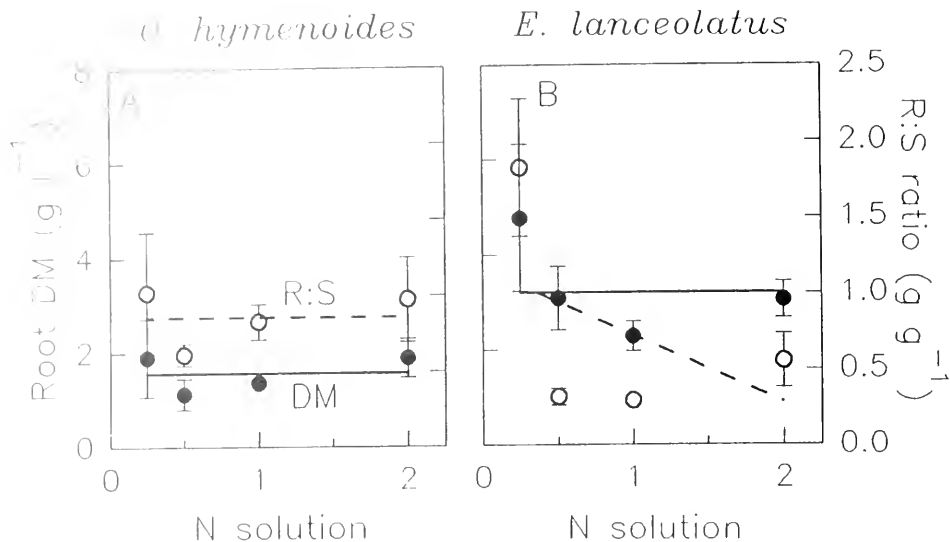 O. hymenoides
E. lanceolatus
8
6
4
2
0
Root DM (g l⁻¹)
A
R:S
DM
0
1
2
N solution
B
0
1
2
N solution
2.5
2.0
1.5
1.0
0.5
0.0
R:S ratio (g g⁻¹)